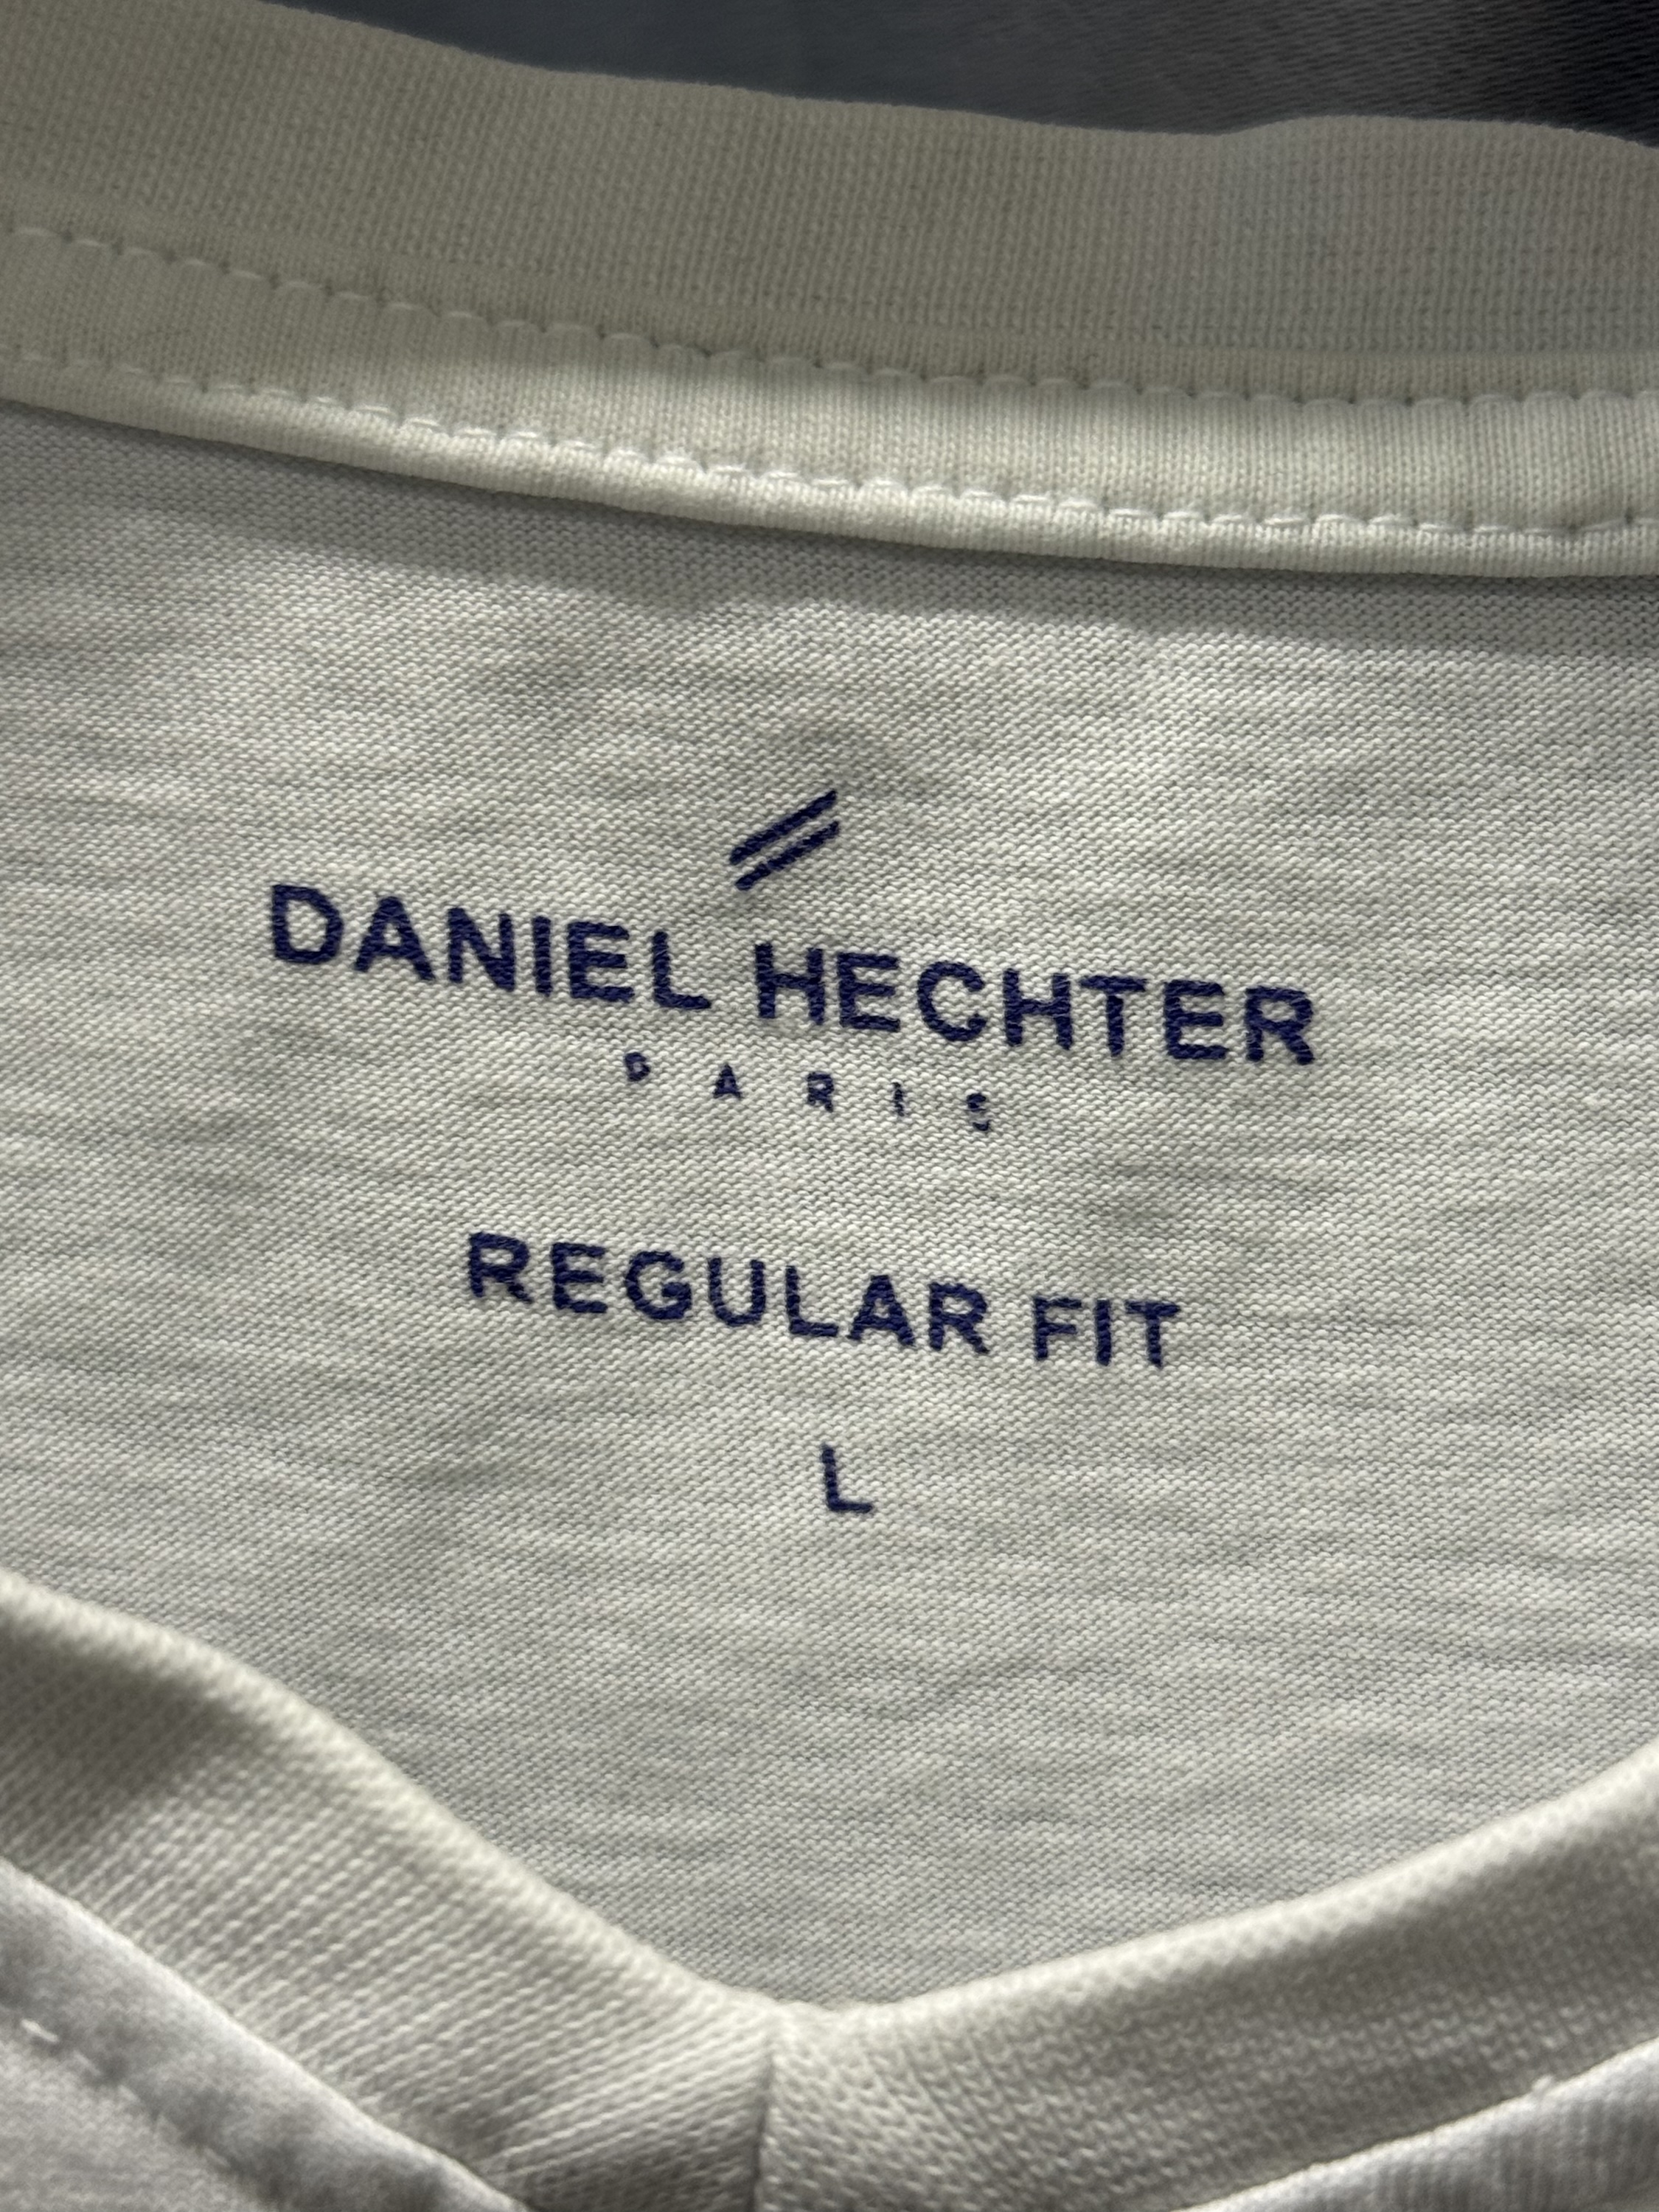 DANIEL HECHTER
PARIS
REGULAR FIT
L